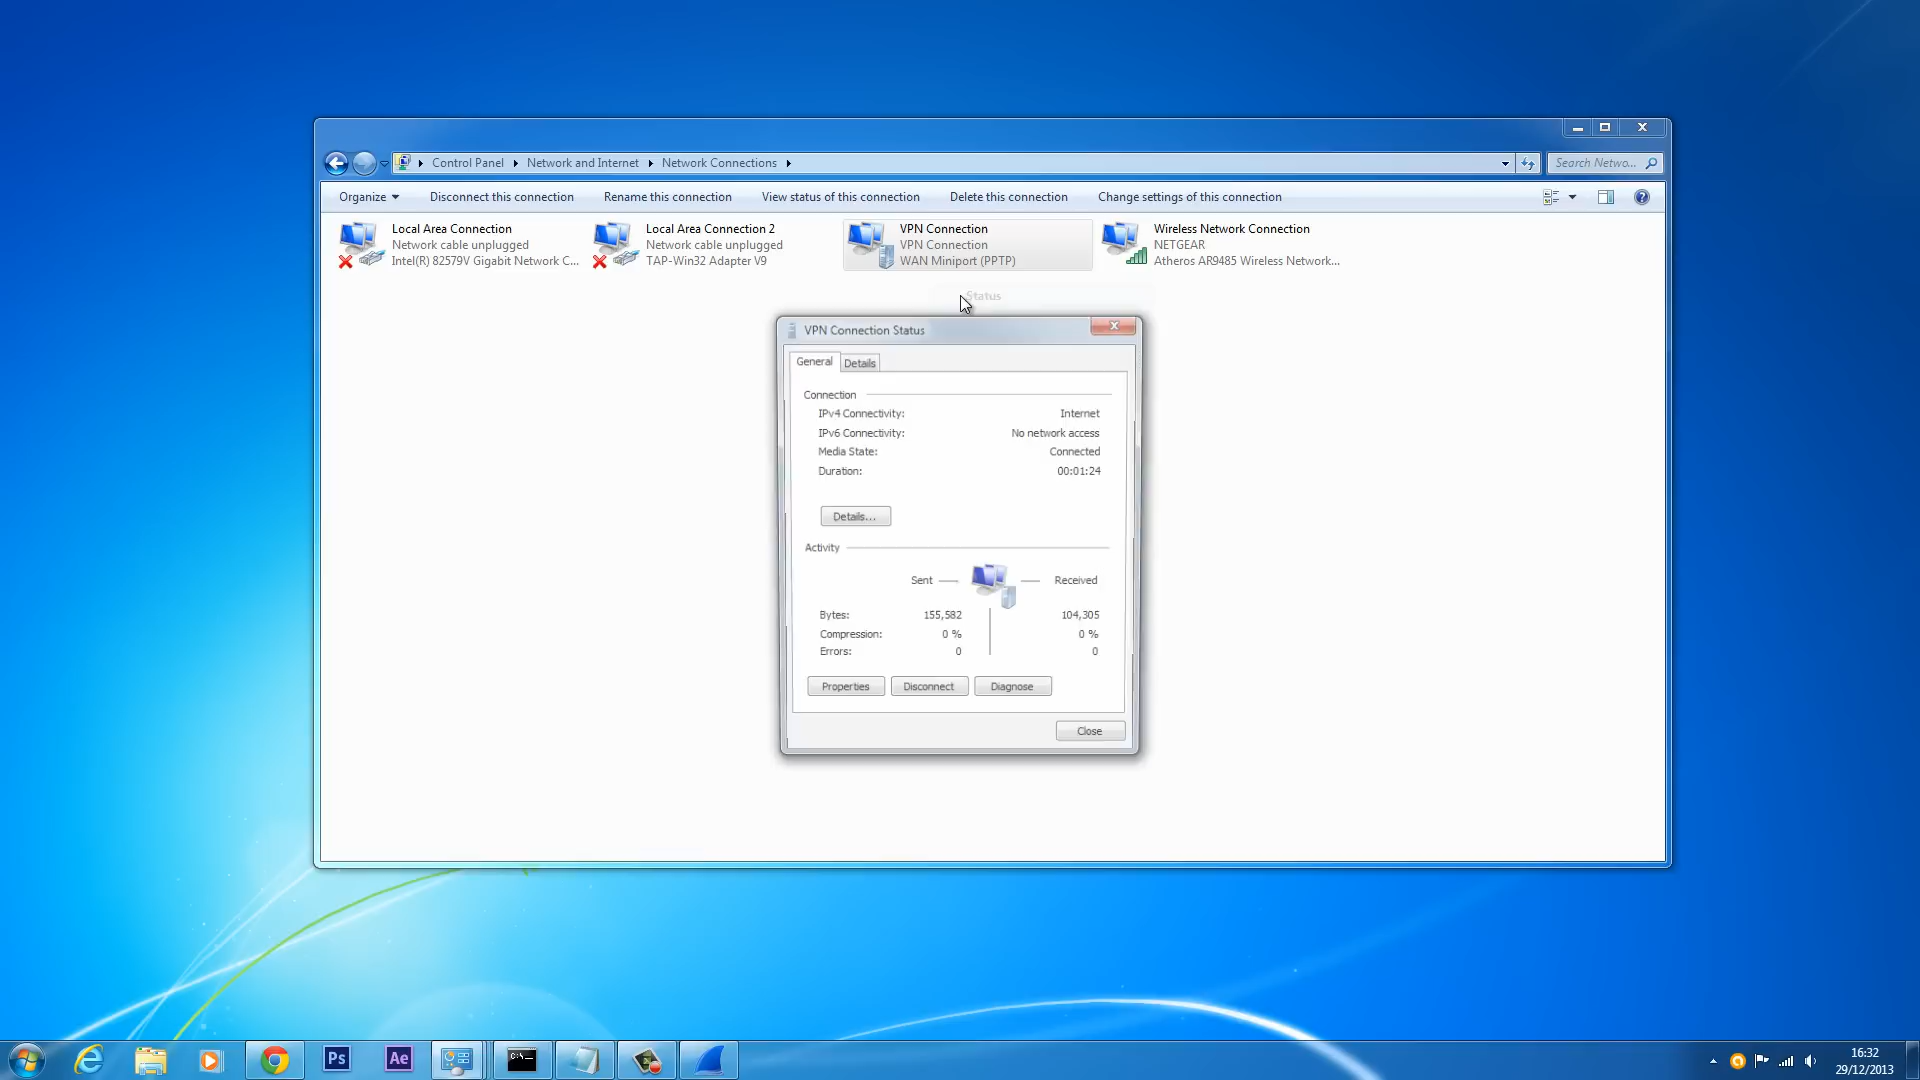 Control Panel Network and Internet Network Connections
Search Netwo...
Organize Disconnect this connection Rename this connection View status of this connection Delete this connection Change settings of this connection
Local Area Connection
Network cable unplugged
Intel(R) 82579V Gigabit Network C...
Local Area Connection 2
Network cable unplugged
TAP-Win32 Adapter V9
VPN Connection
VPN Connection
WAN Miniport (PPTP)
Wireless Network Connection
NETGEAR
Atheros AR9485 Wireless Network...
Status
VPN Connection Status
General Details
Connection
IPv4 Connectivity: Internet
IPv6 Connectivity: No network access
Media State: Connected
Duration: 00:01:24
Details...
Activity
Sent Received
Bytes: 155,582 104,305
Compression: 0 % 0 %
Errors: 0 0
Properties Disconnect Diagnose
Close
Ps
Ae
C:\_
16:32
29/12/2013